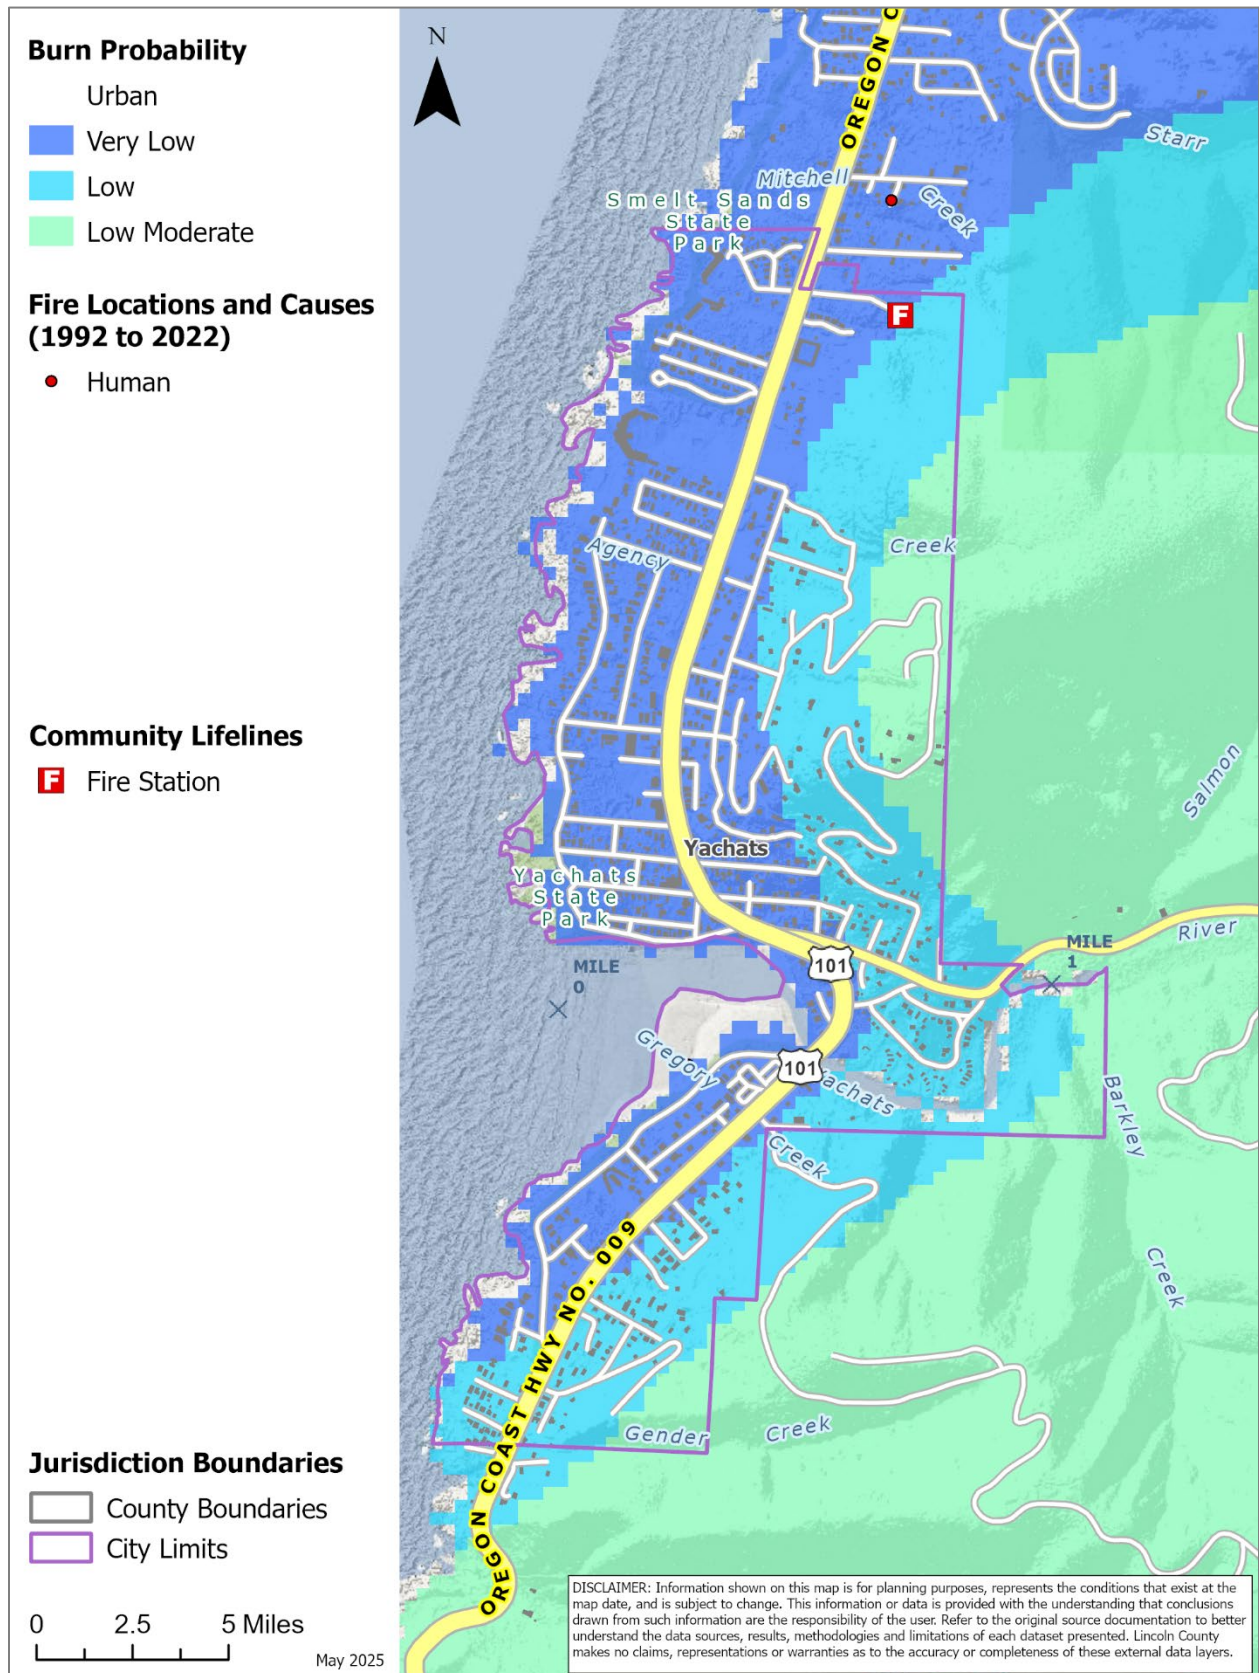 Burn Probability
Urban
Very Low
Low
Low Moderate
Fire Locations and Causes
(1992 to 2022)
Human
Community Lifelines
F Fire Station
Jurisdiction Boundaries
County Boundaries
City Limits
0 2.5 5 Miles
May 2025
N
OREGON C
Starr
Mitchell
Creek
Smelt Sands
State
Park
F
Agency
Creek
Salmon
Yachats
Yachats
State
Park
River
MILE
0
MILE
1
101
101
Gregory
Yachats
Creek
Barkley
Creek
OREGON COAST HWY NO. 009
Gender
Creek
DISCLAIMER: Information shown on this map is for planning purposes, represents the conditions that exist at the
map date, and is subject to change. This information or data is provided with the understanding that conclusions
drawn from such information are the responsibility of the user. Refer to the original source documentation to better
understand the data sources, results, methodologies and limitations of each dataset presented. Lincoln County
makes no claims, representations or warranties as to the accuracy or completeness of these external data layers.